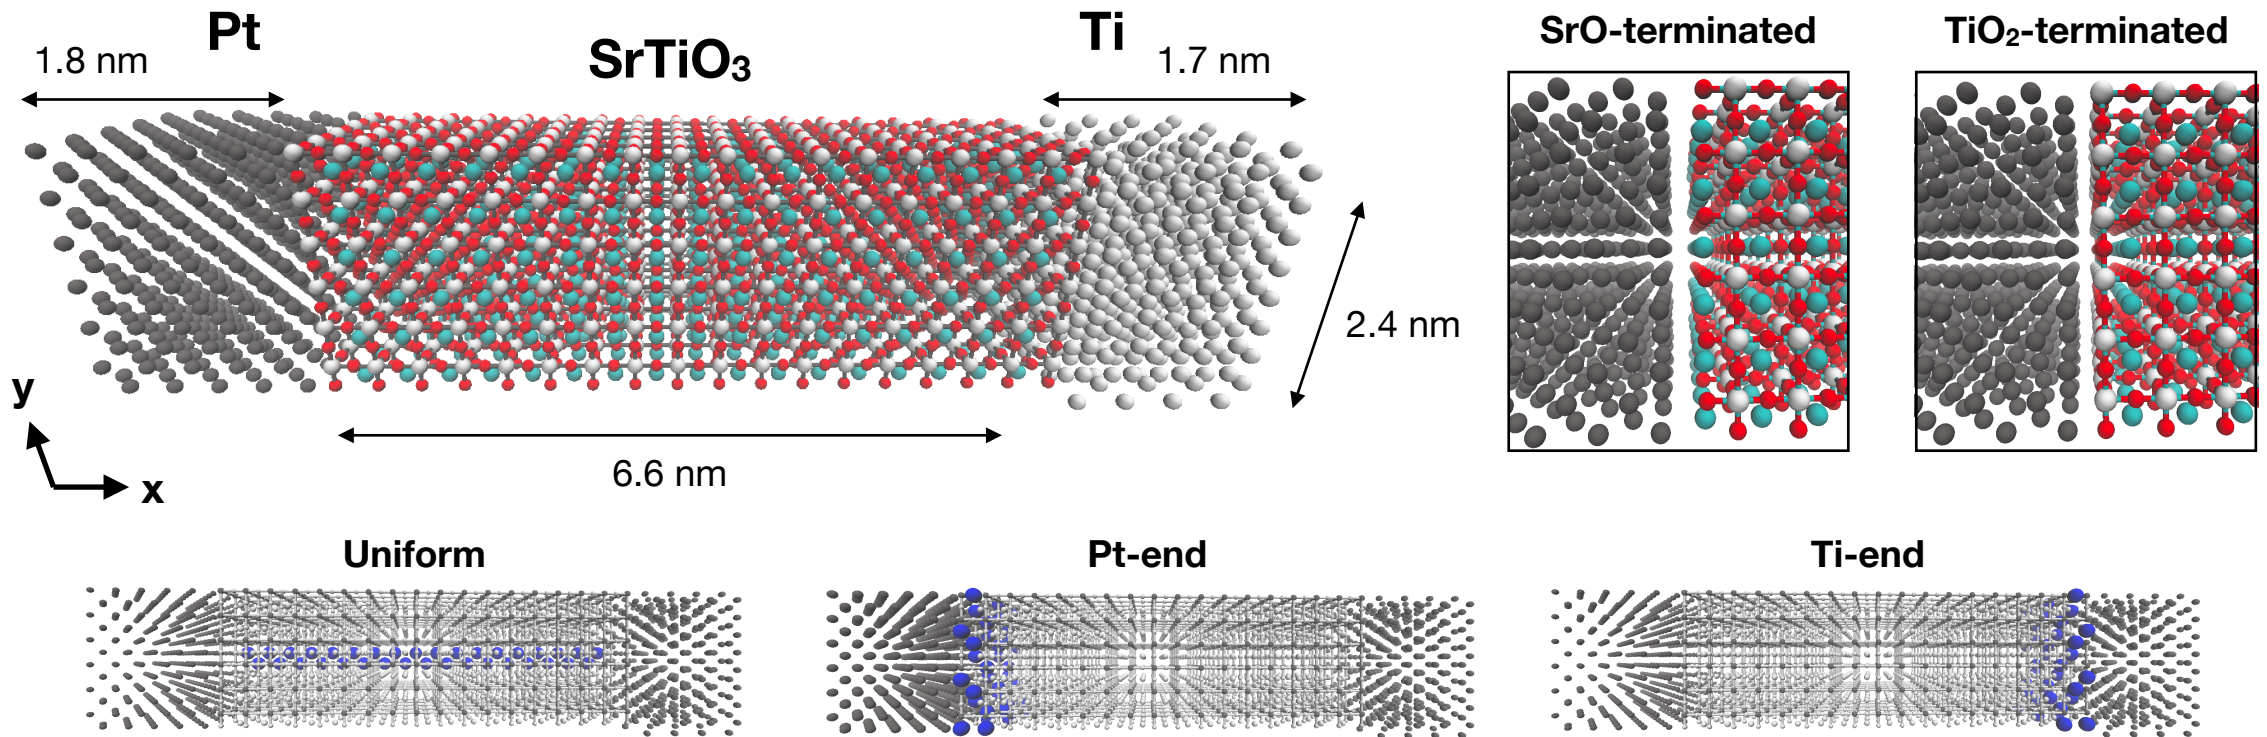 Pt
SrTiO₃
Ti
1.8 nm
1.7 nm
2.4 nm
6.6 nm
y
x
SrO-terminated
TiO₂-terminated
Uniform
Pt-end
Ti-end